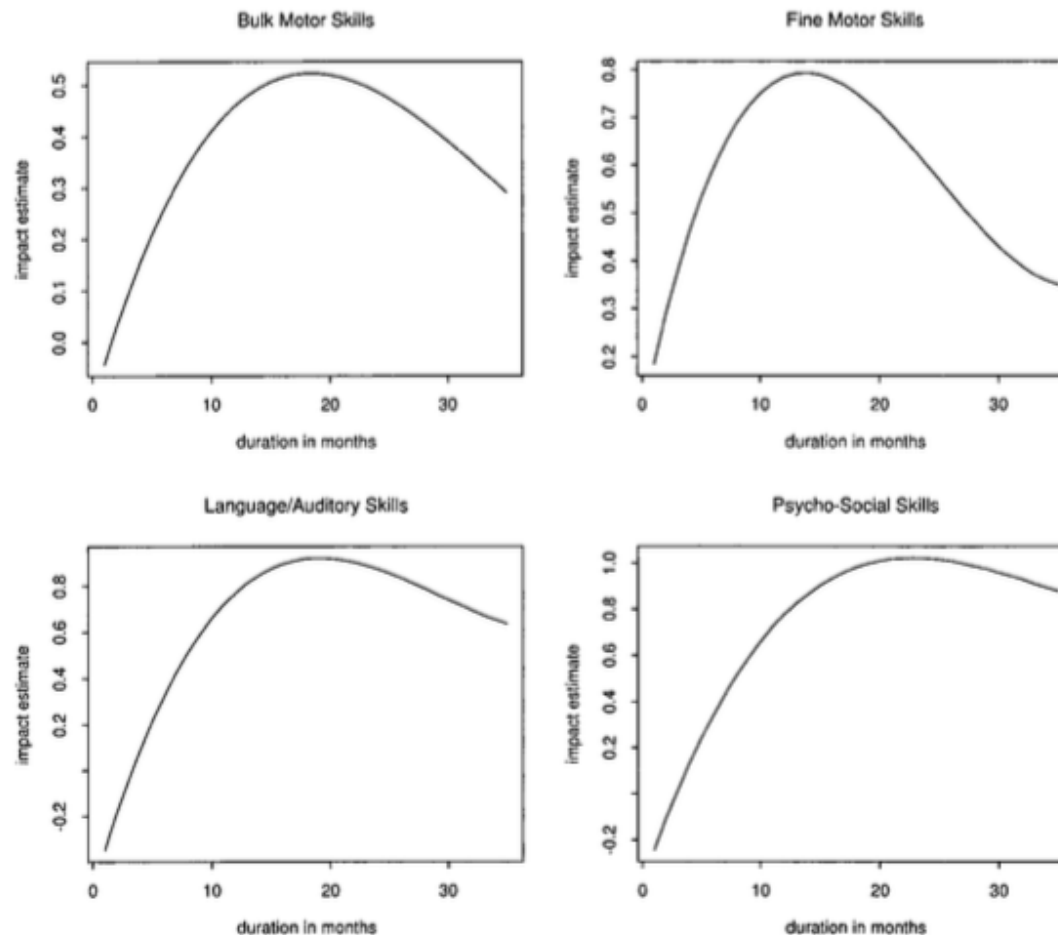 Bulk Motor Skills
impact estimate
0.0 0.1 0.2 0.3 0.4 0.5
0 10 20 30
duration in months
Fine Motor Skills
impact estimate
0.2 0.3 0.4 0.5 0.6 0.7 0.8
0 10 20 30
duration in months
Language/Auditory Skills
impact estimate
-0.2 0.2 0.4 0.6 0.8
0 10 20 30
duration in months
Psycho-Social Skills
impact estimate
-0.2 0.2 0.4 0.6 0.8 1.0
0 10 20 30
duration in months